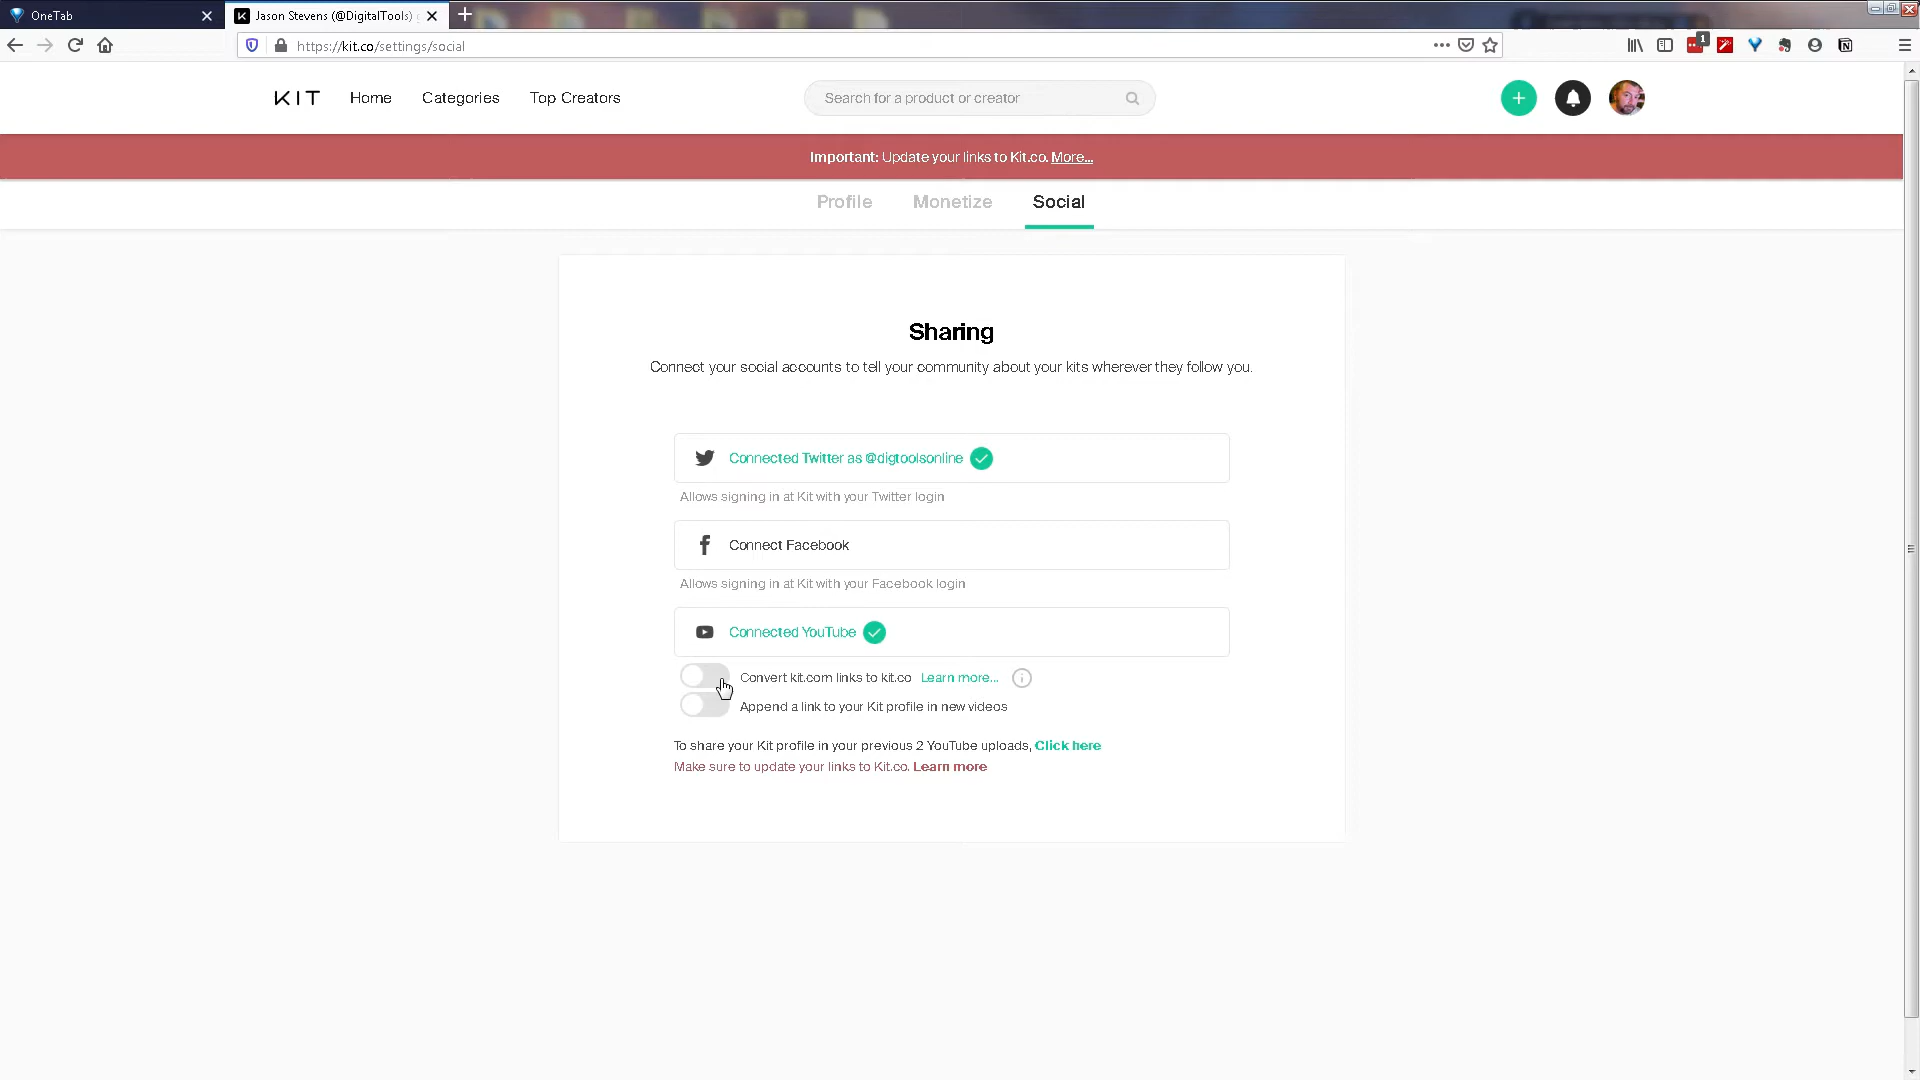 OneTab
Jason Stevens (@DigitalTools)
https://kit.co/settings/social
1
KIT
Home
Categories
Top Creators
Search for a product or creator
Important: Update your links to Kit.co. More...
Profile
Monetize
Social
Sharing
Connect your social accounts to tell your community about your kits wherever they follow you.
Connected Twitter as @digtoolsonline
Allows signing in at Kit with your Twitter login
Connect Facebook
Allows signing in at Kit with your Facebook login
Connected YouTube
Convert kit.com links to kit.co Learn more...
Append a link to your Kit profile in new videos
To share your Kit profile in your previous 2 YouTube uploads, Click here
Make sure to update your links to Kit.co. Learn more